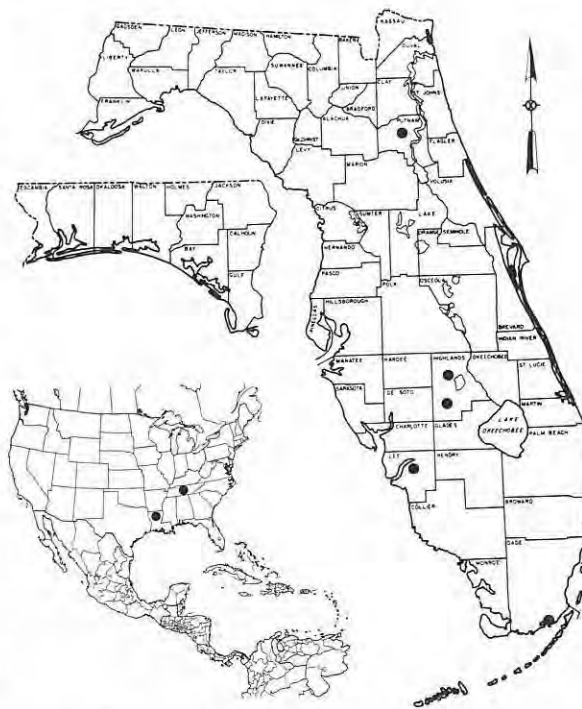 NASSAU
GADSDEN LEON JEFFERSON MADISON HAMILTON BAKER
DUVAL
LIBERTY WAKULLA TAYLOR SUWANNEE COLUMBIA
UNION CLAY ST JOHNS
FRANKLIN LAFAYETTE BRADFORD
PUTNAM
DIXIE GILCHRIST ALACHUA
FLAGLER
LEVY
MARION
VOLUSIA
ESCAMBIA SANTA ROSA OKALOOSA WALTON HOLMES JACKSON
WASHINGTON
BAY CALHOUN
GULF
CITRUS SUMTER LAKE
ORANGE SEMINOLE
HERNANDO
PASCO
POLK OSCEOLA
HILLSBOROUGH
PINELLAS
BREVARD
INDIAN RIVER
MANATEE HARDEE HIGHLANDS OKEECHOBEE
ST LUCIE
SARASOTA DE SOTO
MARTIN
LAKE
OKEECHOBEE
CHARLOTTE GLADES
PALM BEACH
LEE HENDRY
BROWARD
COLLIER
DADE
MONROE